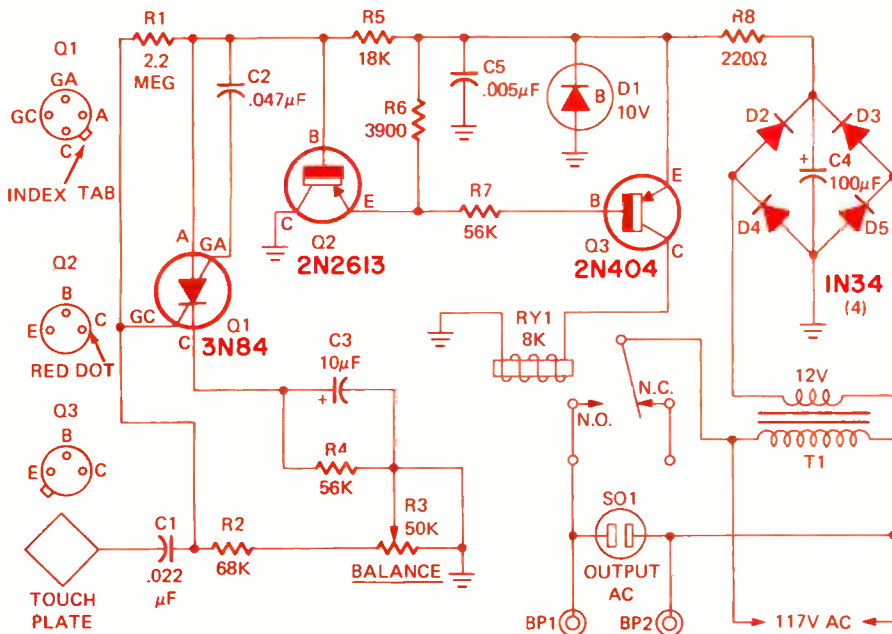 Q1
GA
GC
A
C
INDEX TAB
Q2
B
E
C
RED DOT
Q3
B
E
C
TOUCH
PLATE
R1
2.2
MEG
C2
.047µF
R5
18K
R6
3900
C5
.005µF
B
D1
10V
R8
220Ω
D2
D3
+
C4
100µF
D4
D5
1N34
(4)
B
C
E
Q2
2N2613
R7
56K
B
E
C
Q3
2N404
A
GA
GC
C
Q1
3N84
C3
10µF
+
RY1
8K
N.O.
N.C.
12V
T1
R4
56K
C1
.022
µF
R2
68K
R3
50K
BALANCE
SO1
OUTPUT
AC
BP1
BP2
117V AC